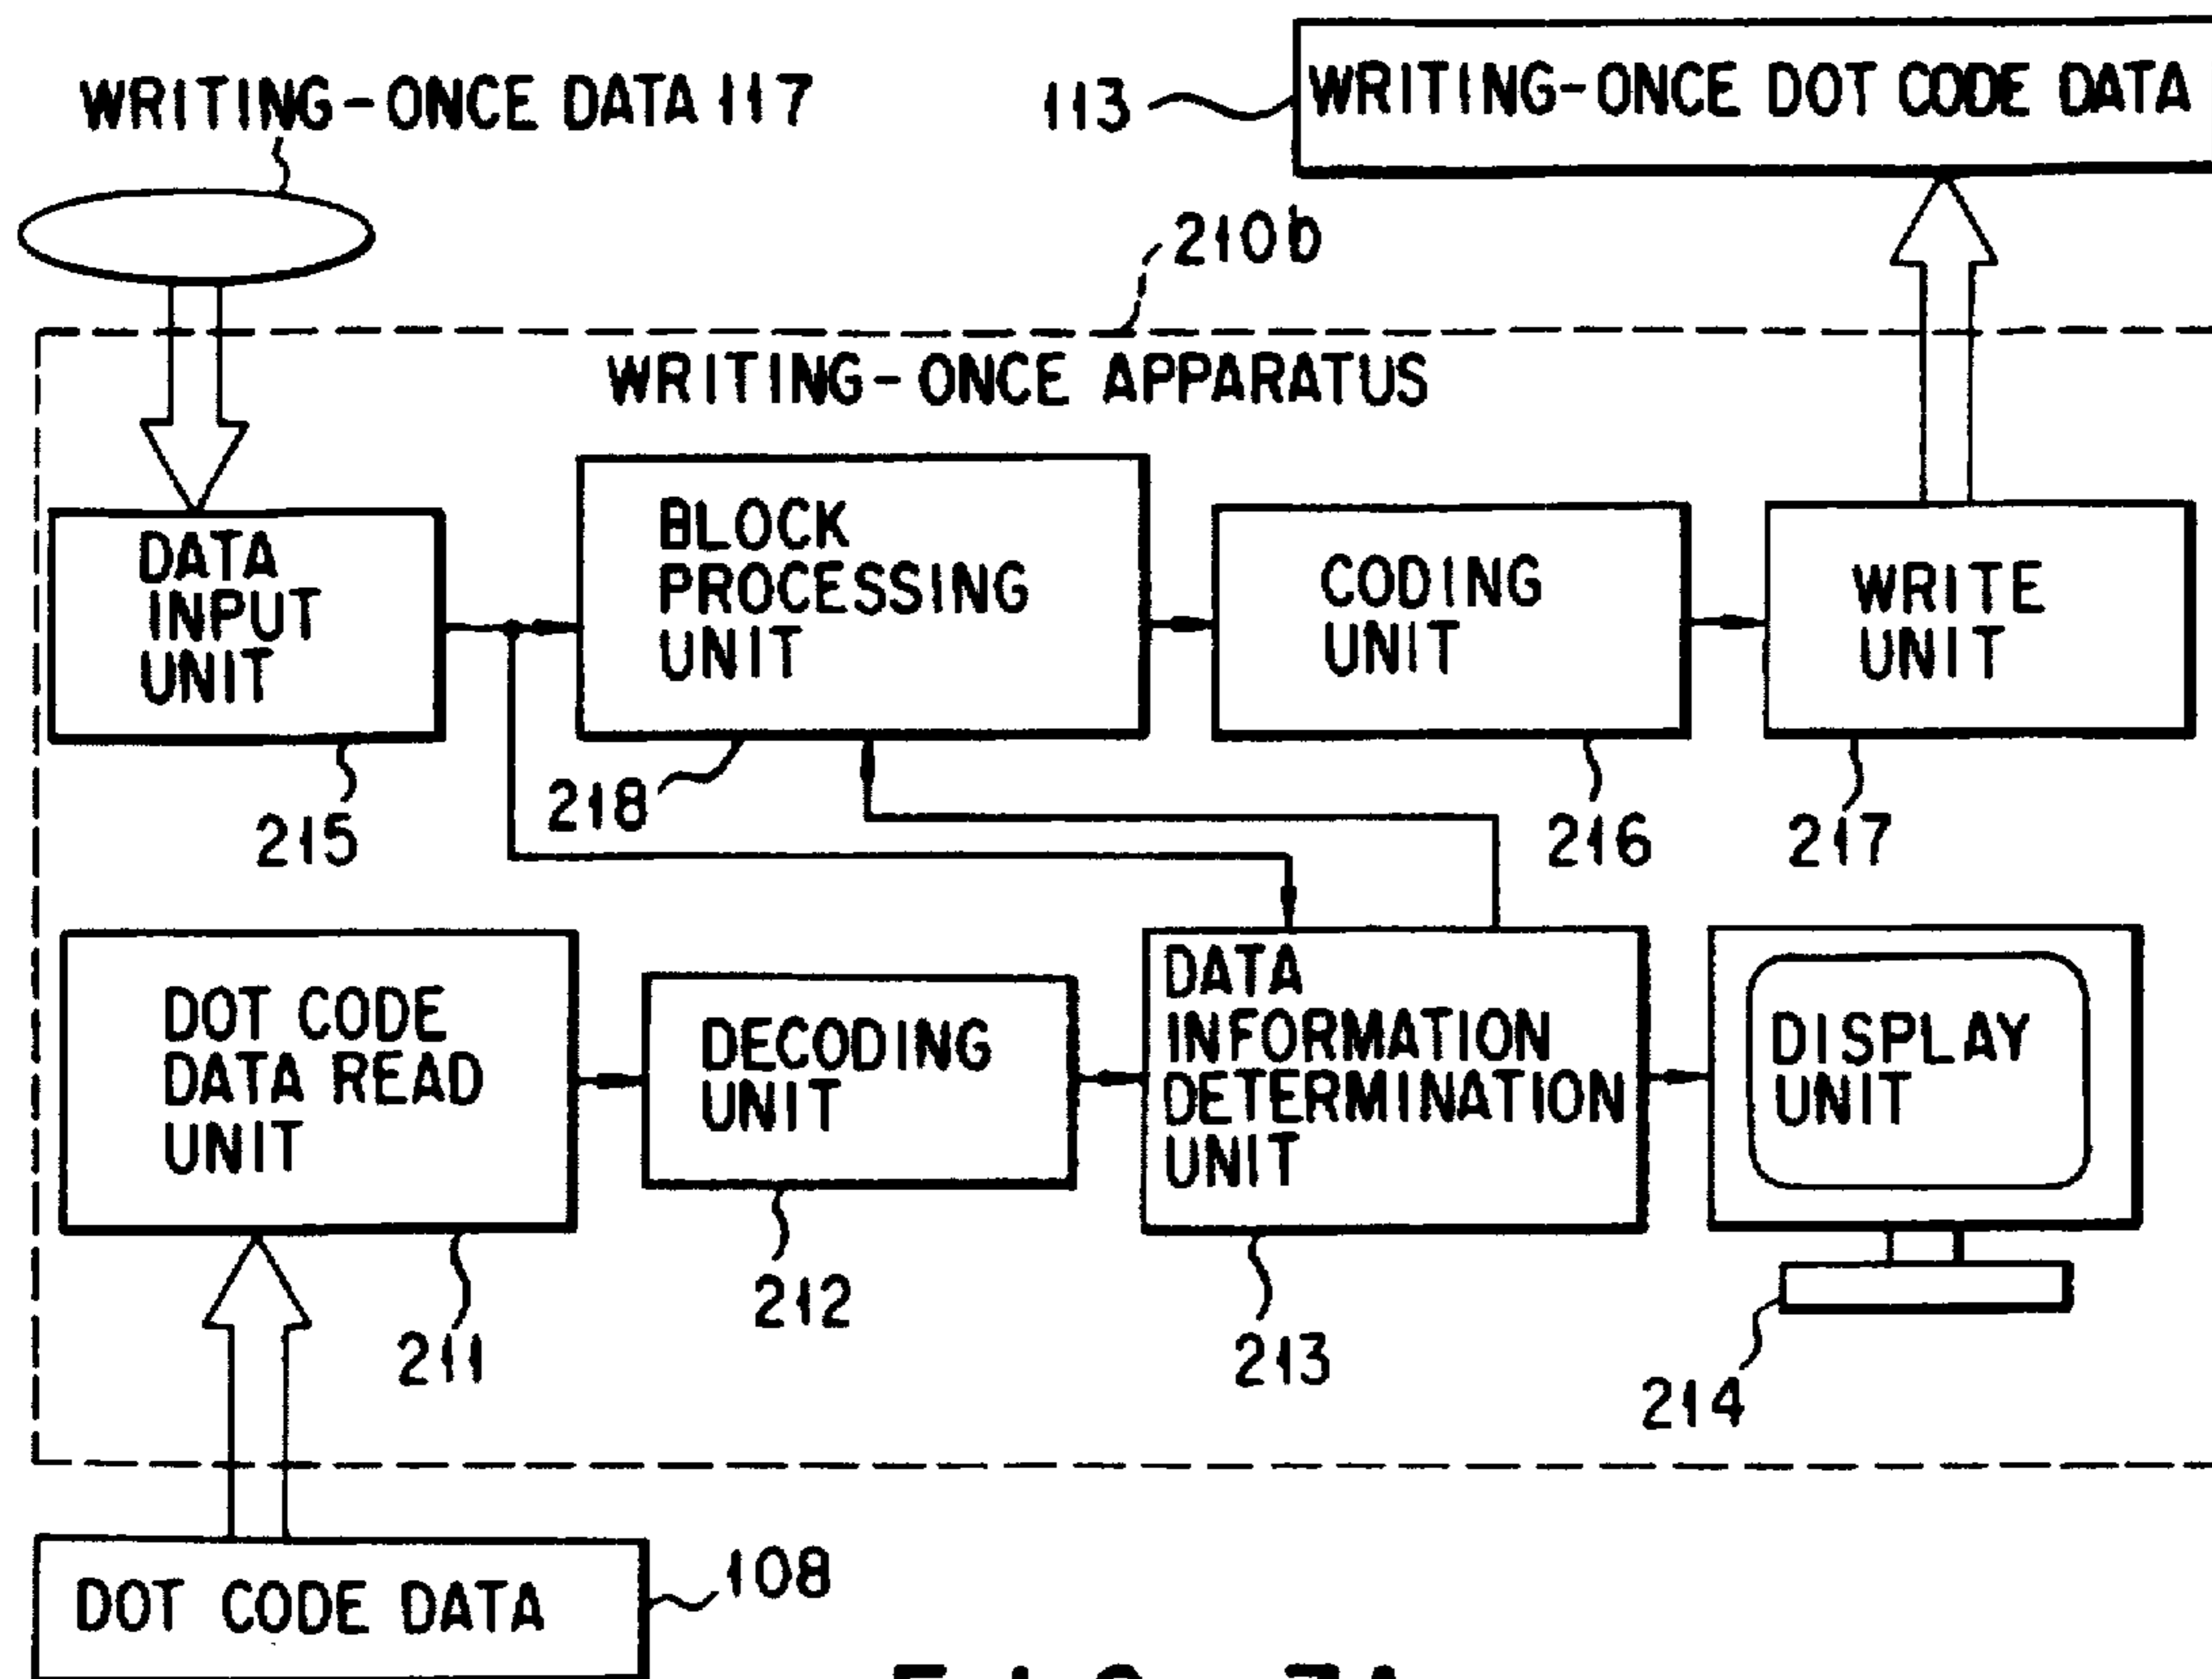 WRITING-ONCE DATA 117
113
WRITING-ONCE DOT CODE DATA
210b
WRITING-ONCE APPARATUS
DATA
INPUT
UNIT
BLOCK
PROCESSING
UNIT
CODING
UNIT
WRITE
UNIT
215
218
216
217
DOT CODE
DATA READ
UNIT
DECODING
UNIT
DATA
INFORMATION
DETERMINATION
UNIT
DISPLAY
UNIT
211
212
213
214
DOT CODE DATA
108